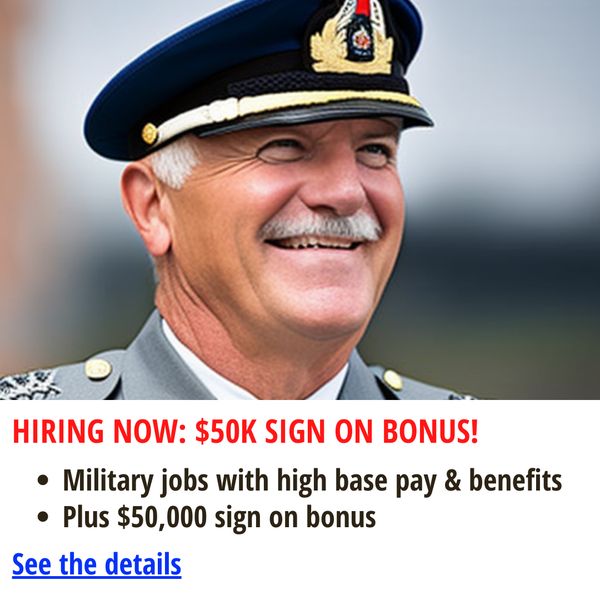 HIRING NOW: $50K SIGN ON BONUS!
• Military jobs with high base pay & benefits
• Plus $50,000 sign on bonus
See the details